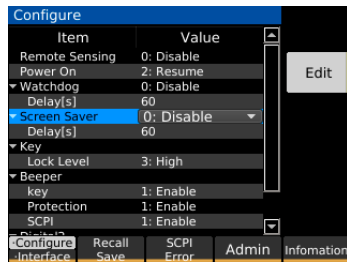 Configure
Item Value
Remote Sensing 0: Disable
Power On 2: Resume
Watchdog 0: Disable
Delay[s] 60
Screen Saver 0: Disable
Delay[s] 60
Key
Lock Level 3: High
Beeper
key 1: Enable
Protection 1: Enable
SCPI 1: Enable
Edit
·Configure Recall SCPI Admin Infomation
·Interface Save Error